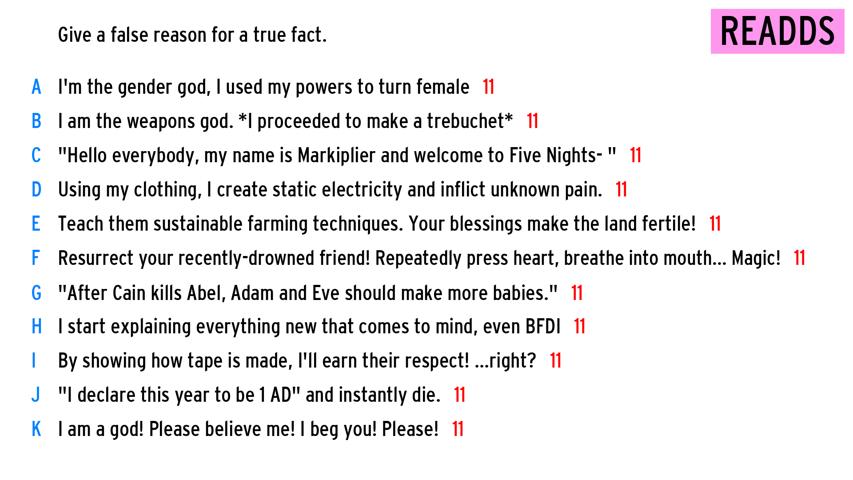 Give a false reason for a true fact.
READDS
A I'm the gender god, I used my powers to turn female 11
B I am the weapons god. *I proceeded to make a trebuchet* 11
C "Hello everybody, my name is Markiplier and welcome to Five Nights- " 11
D Using my clothing, I create static electricity and inflict unknown pain. 11
E Teach them sustainable farming techniques. Your blessings make the land fertile! 11
F Resurrect your recently-drowned friend! Repeatedly press heart, breathe into mouth... Magic! 11
G "After Cain kills Abel, Adam and Eve should make more babies." 11
H I start explaining everything new that comes to mind, even BFDI 11
I By showing how tape is made, I'll earn their respect! ...right? 11
J "I declare this year to be 1 AD" and instantly die. 11
K I am a god! Please believe me! I beg you! Please! 11